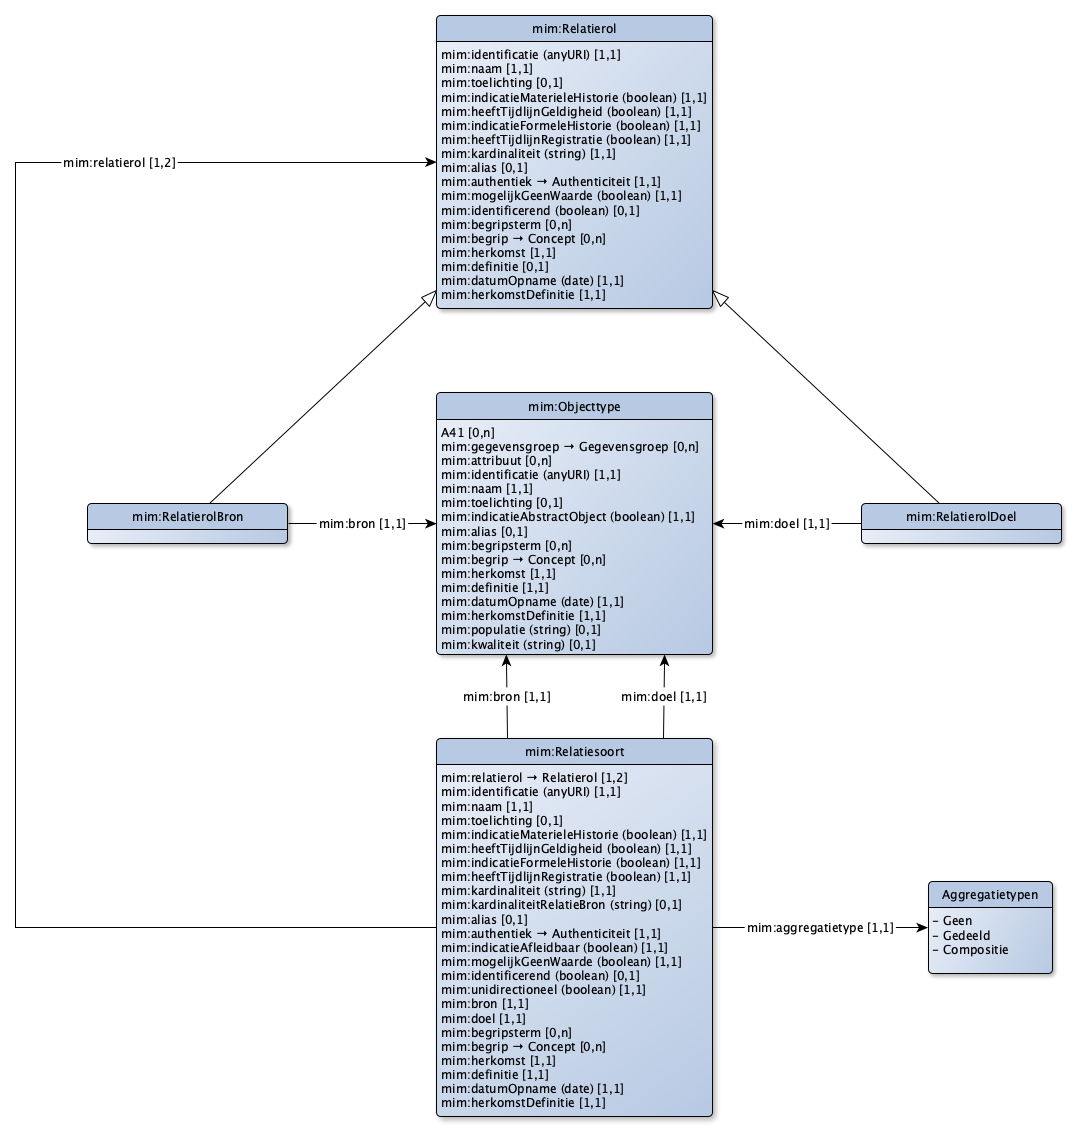 mim:Relatierol
mim:identificatie (anyURI) [1,1]
mim:naam [1,1]
mim:toelichting [0,1]
mim:indicatieMaterieleHistorie (boolean) [1,1]
mim:heeftTijdlijnGeldigheid (boolean) [1,1]
mim:indicatieFormeleHistorie (boolean) [1,1]
mim:heeftTijdlijnRegistratie (boolean) [1,1]
mim:kardinaliteit (string) [1,1]
mim:alias [0,1]
mim:authentiek → Authenticiteit [1,1]
mim:mogelijkGeenWaarde (boolean) [1,1]
mim:identificerend (boolean) [0,1]
mim:begripsterm [0,n]
mim:begrip → Concept [0,n]
mim:herkomst [1,1]
mim:definitie [0,1]
mim:datumOpname (date) [1,1]
mim:herkomstDefinitie [1,1]
mim:relatierol [1,2]
mim:Objecttype
A41 [0,n]
mim:gegevensgroep → Gegevensgroep [0,n]
mim:attribuut [0,n]
mim:identificatie (anyURI) [1,1]
mim:naam [1,1]
mim:toelichting [0,1]
mim:indicatieAbstractObject (boolean) [1,1]
mim:alias [0,1]
mim:begripsterm [0,n]
mim:begrip → Concept [0,n]
mim:herkomst [1,1]
mim:definitie [1,1]
mim:datumOpname (date) [1,1]
mim:herkomstDefinitie [1,1]
mim:populatie (string) [0,1]
mim:kwaliteit (string) [0,1]
mim:RelatierolBron
mim:bron [1,1]
mim:doel [1,1]
mim:RelatierolDoel
mim:bron [1,1]
mim:doel [1,1]
mim:Relatiesoort
mim:relatierol → Relatierol [1,2]
mim:identificatie (anyURI) [1,1]
mim:naam [1,1]
mim:toelichting [0,1]
mim:indicatieMaterieleHistorie (boolean) [1,1]
mim:heeftTijdlijnGeldigheid (boolean) [1,1]
mim:indicatieFormeleHistorie (boolean) [1,1]
mim:heeftTijdlijnRegistratie (boolean) [1,1]
mim:kardinaliteit (string) [1,1]
mim:kardinaliteitRelatieBron (string) [0,1]
mim:alias [0,1]
mim:authentiek → Authenticiteit [1,1]
mim:indicatieAfleidbaar (boolean) [1,1]
mim:mogelijkGeenWaarde (boolean) [1,1]
mim:identificerend (boolean) [0,1]
mim:unidirectioneel (boolean) [1,1]
mim:bron [1,1]
mim:doel [1,1]
mim:begripsterm [0,n]
mim:begrip → Concept [0,n]
mim:herkomst [1,1]
mim:definitie [1,1]
mim:datumOpname (date) [1,1]
mim:herkomstDefinitie [1,1]
mim:aggregatietype [1,1]
Aggregatietypen
– Geen
– Gedeeld
– Compositie